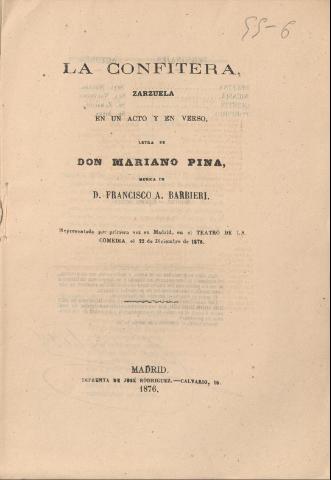 55-6
LA CONFITERA,
ZARZUELA
EN UN ACTO Y EN VERSO,
LETRA DE
DON MARIANO PINA,
MUSICA DE
D. FRANCISCO A. BARBIERI.
Representada por primera vez en Madrid, en el TEATRO DE LA
COMEDIA, el 22 de Diciembre de 1876.
MADRID.
IMPRENTA DE JOSÉ RODRIGUEZ.—CALVARIO, 18.
1876.